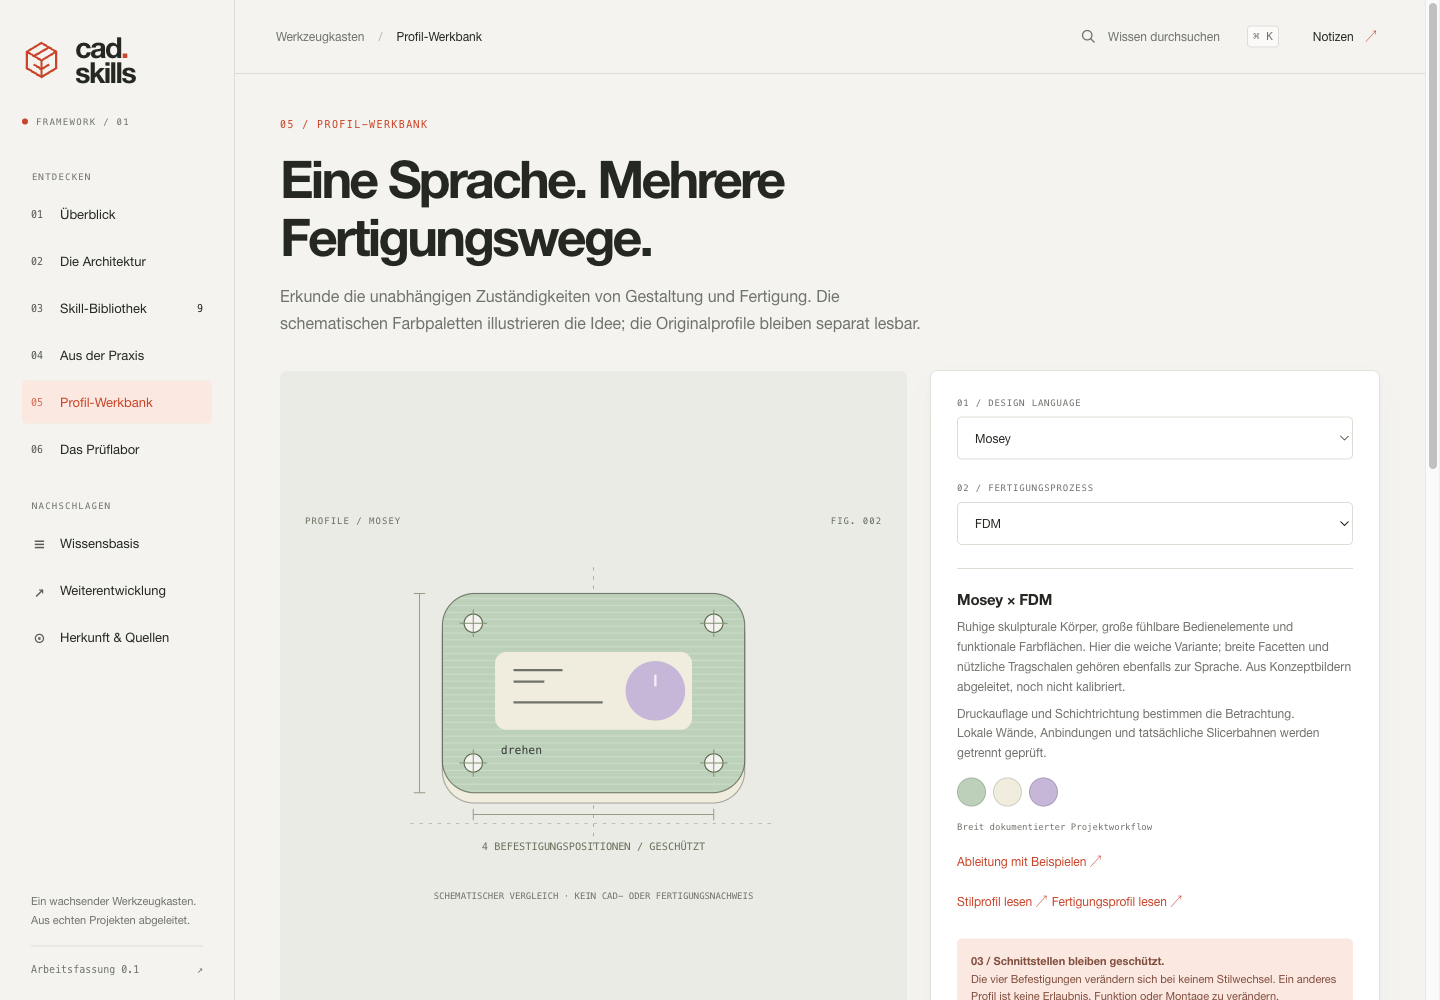 cad.
skills
FRAMEWORK / 01
ENTDECKEN
01 Überblick
02 Die Architektur
03 Skill-Bibliothek 9
04 Aus der Praxis
05 Profil-Werkbank
06 Das Prüflabor
NACHSCHLAGEN
Wissensbasis
Weiterentwicklung
Herkunft & Quellen
Ein wachsender Werkzeugkasten.
Aus echten Projekten abgeleitet.
Arbeitsfassung 0.1 ↗
Werkzeugkasten / Profil-Werkbank
Wissen durchsuchen ⌘ K Notizen ↗
05 / PROFIL-WERKBANK
Eine Sprache. Mehrere
Fertigungswege.
Erkunde die unabhängigen Zuständigkeiten von Gestaltung und Fertigung. Die
schematischen Farbpaletten illustrieren die Idee; die Originalprofile bleiben separat lesbar.
PROFILE / MOSEY FIG. 002
drehen
4 BEFESTIGUNGSPOSITIONEN / GESCHÜTZT
SCHEMATISCHER VERGLEICH · KEIN CAD- ODER FERTIGUNGSNACHWEIS
01 / DESIGN LANGUAGE
Mosey
02 / FERTIGUNGSPROZESS
FDM
Mosey × FDM
Ruhige skulpturale Körper, große fühlbare Bedienelemente und
funktionale Farbflächen. Hier die weiche Variante; breite Facetten und
nützliche Tragschalen gehören ebenfalls zur Sprache. Aus Konzeptbildern
abgeleitet, noch nicht kalibriert.
Druckauflage und Schichtrichtung bestimmen die Betrachtung.
Lokale Wände, Anbindungen und tatsächliche Slicerbahnen werden
getrennt geprüft.
Breit dokumentierter Projektworkflow
Ableitung mit Beispielen ↗
Stilprofil lesen ↗ Fertigungsprofil lesen ↗
03 / Schnittstellen bleiben geschützt.
Die vier Befestigungen verändern sich bei keinem Stilwechsel. Ein anderes
Profil ist keine Erlaubnis, Funktion oder Montage zu verändern.